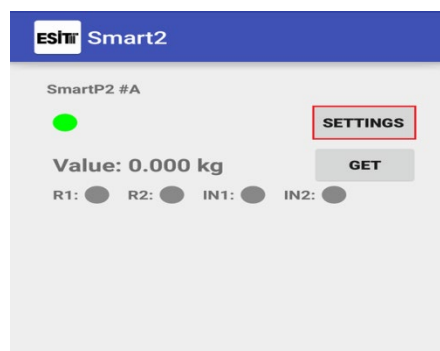 ESiT Smart2
SmartP2 #A
SETTINGS
Value: 0.000 kg
GET
R1: R2: IN1: IN2: